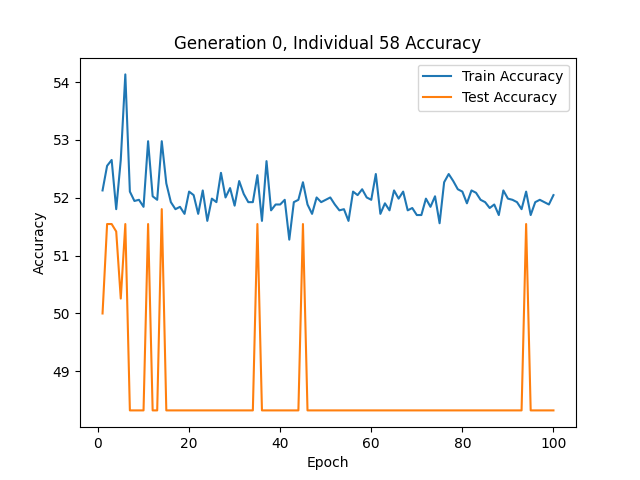 Generation 0, Individual 58 Accuracy
Train Accuracy
Test Accuracy
54
53
52
51
50
49
Accuracy
0 20 40 60 80 100
Epoch